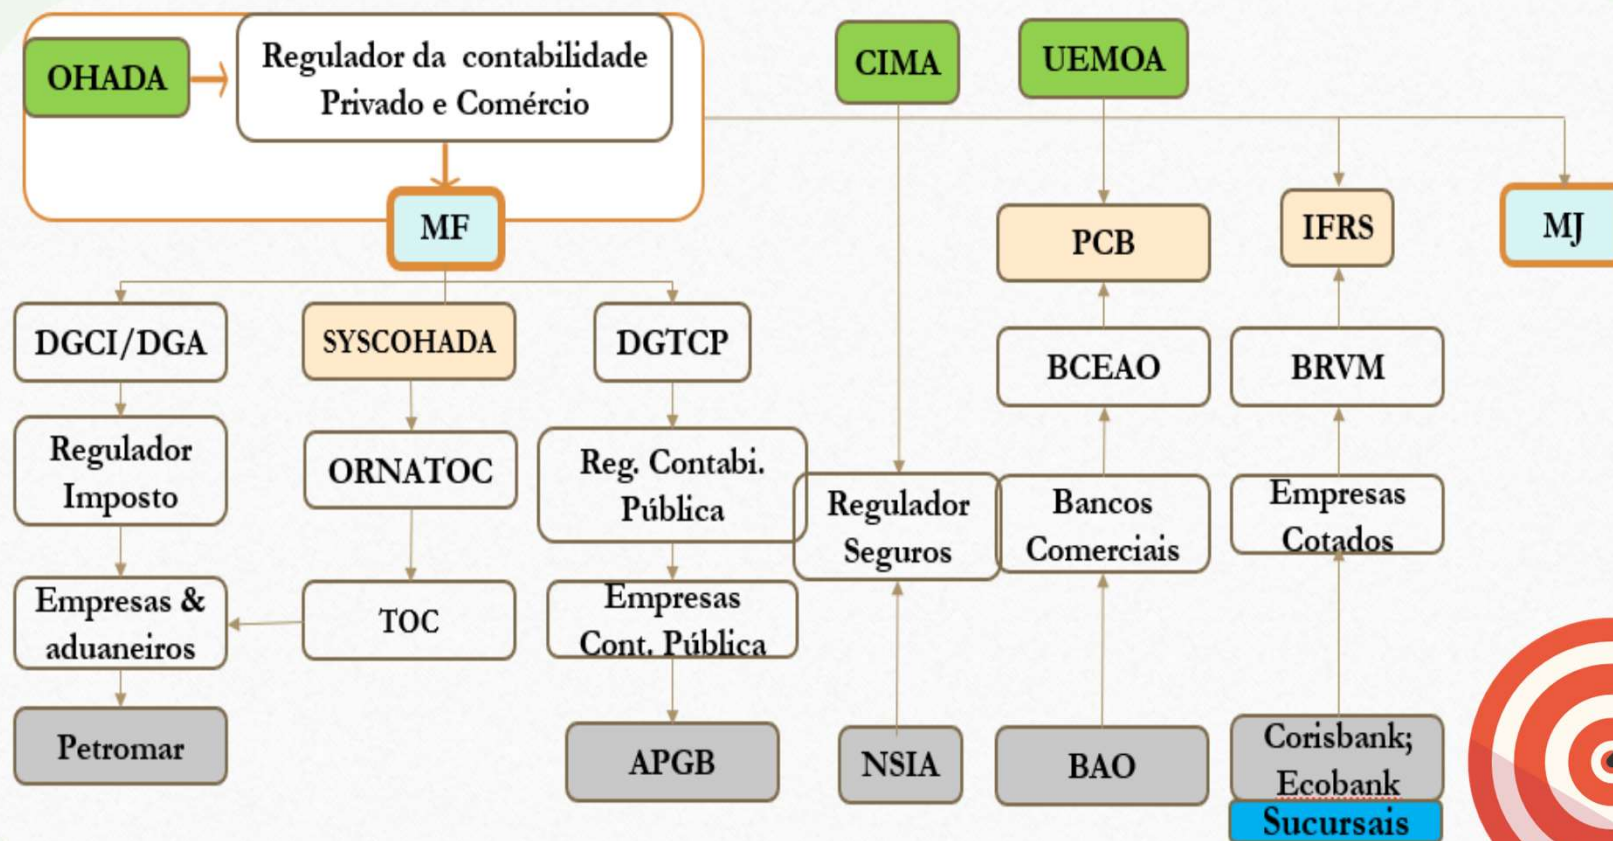 OHADA
Regulador da contabilidade
Privado e Comércio
CIMA
UEMOA
MF
PCB
IFRS
MJ
DGCI/DGA
SYSCOHADA
DGTCP
BCEAO
BRVM
Regulador
Imposto
ORNATOC
Reg. Contabi.
Pública
Regulador
Seguros
Bancos
Comerciais
Empresas
Cotados
Empresas &
aduaneiros
TOC
Empresas
Cont. Pública
Petromar
APGB
NSIA
BAO
Corisbank;
Ecobank
Sucursais